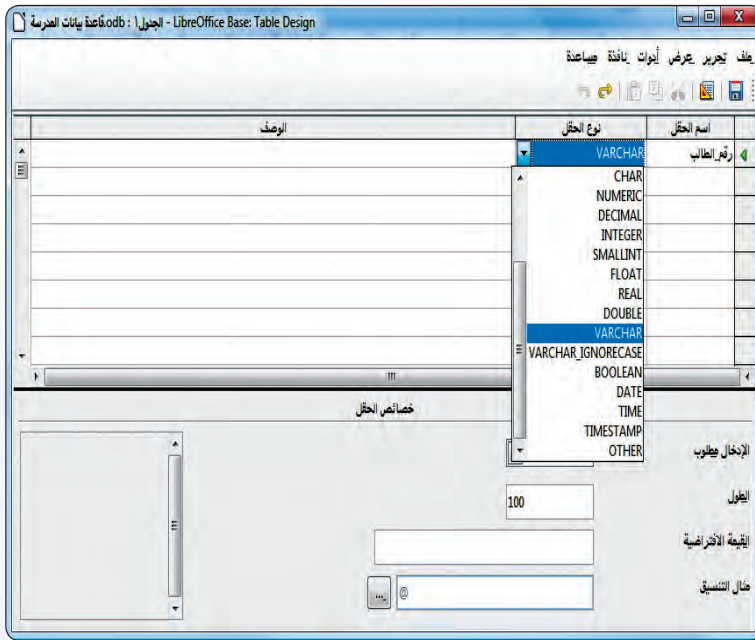 قاعدة بيانات المدرسة.odb : الجدول١ - LibreOffice Base: Table Design
ملف تحرير عرض أدوات نافذة مساعدة
اسم الحقل نوع الحقل الوصف
رقم_الطالب VARCHAR
CHAR
NUMERIC
DECIMAL
INTEGER
SMALLINT
FLOAT
REAL
DOUBLE
VARCHAR
VARCHAR_IGNORECASE
BOOLEAN
DATE
TIME
TIMESTAMP
OTHER
خصائص الحقل
الإدخال مطلوب
الطول 100
القيمة الافتراضية
مثال التنسيق @ ...